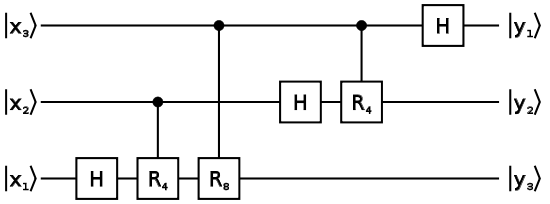 |x₃⟩ H |y₁⟩
|x₂⟩ H R₄ |y₂⟩
|x₁⟩ H R₄ R₈ |y₃⟩